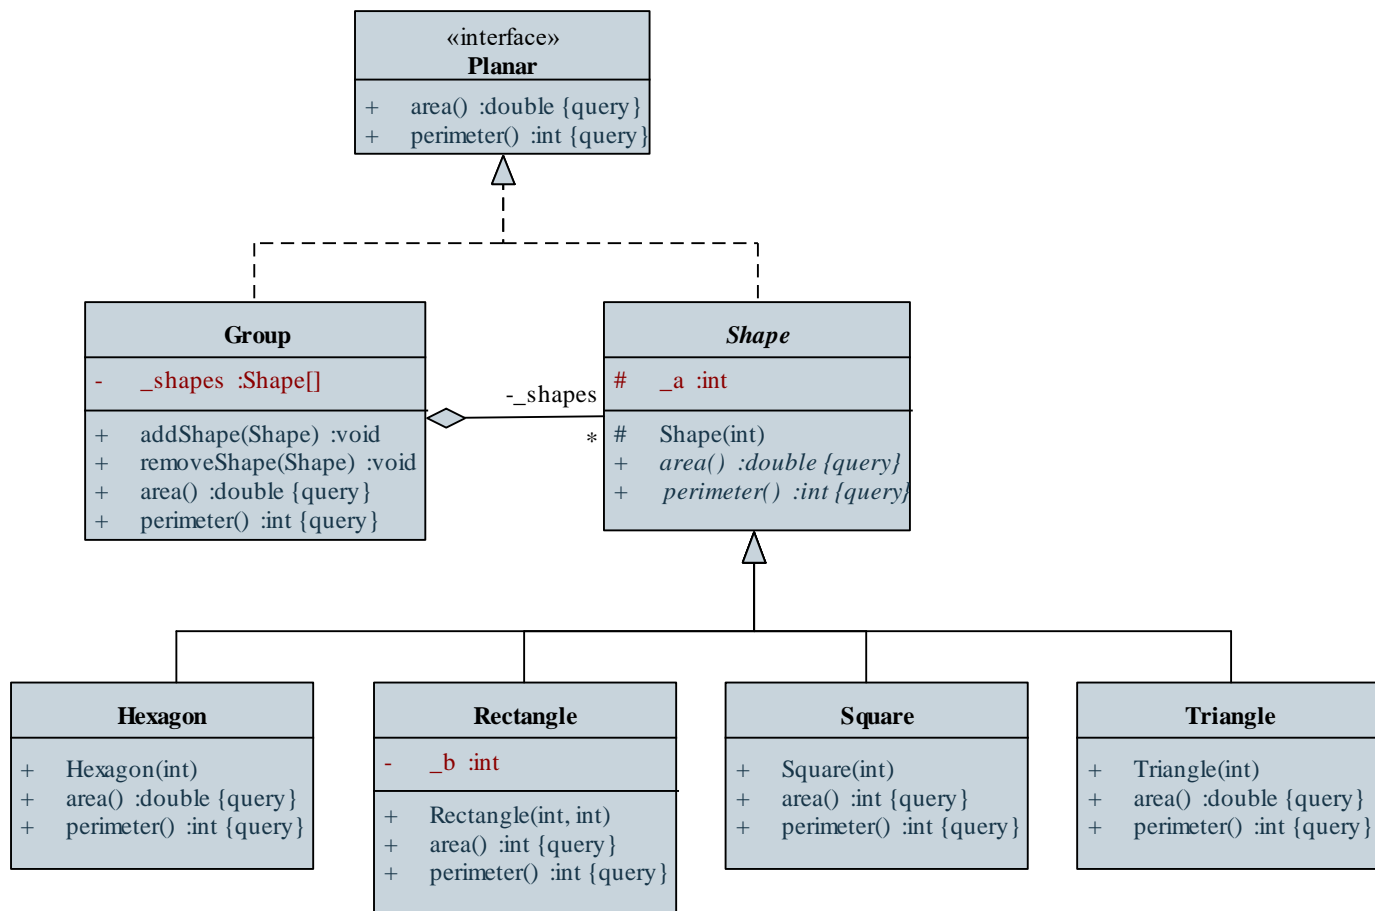 «interface»
Planar
+ area() :double {query}
+ perimeter() :int {query}
Group
- _shapes :Shape[]
+ addShape(Shape) :void
+ removeShape(Shape) :void
+ area() :double {query}
+ perimeter() :int {query}
-_shapes
*
Shape
# _a :int
# Shape(int)
+ area() :double {query}
+ perimeter() :int {query}
Hexagon
+ Hexagon(int)
+ area() :double {query}
+ perimeter() :int {query}
Rectangle
- _b :int
+ Rectangle(int, int)
+ area() :int {query}
+ perimeter() :int {query}
Square
+ Square(int)
+ area() :int {query}
+ perimeter() :int {query}
Triangle
+ Triangle(int)
+ area() :double {query}
+ perimeter() :int {query}